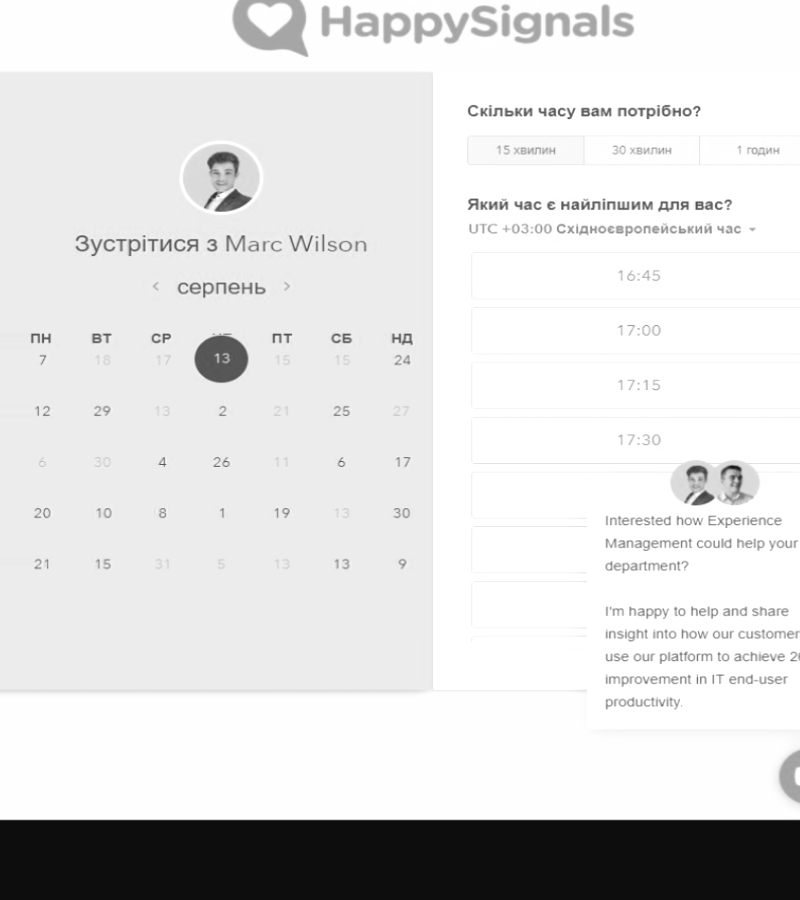 HappySignals
Зустрітися з Marc Wilson
серпень
ПН ВТ СР ПТ СБ НД
7 18 17 13 15 15 24
12 29 13 2 21 25 27
6 30 4 26 11 6 17
20 10 8 1 19 13 30
21 15 31 5 13 13 9
Скільки часу вам потрібно?
15 хвилин 30 хвилин 1 годин
Який час є найліпшим для вас?
UTC +03:00 Східноєвропейський час
16:45
17:00
17:15
17:30
Interested how Experience
Management could help your
department?
I'm happy to help and share
insight into how our customer
use our platform to achieve
improvement in IT end-user
productivity.